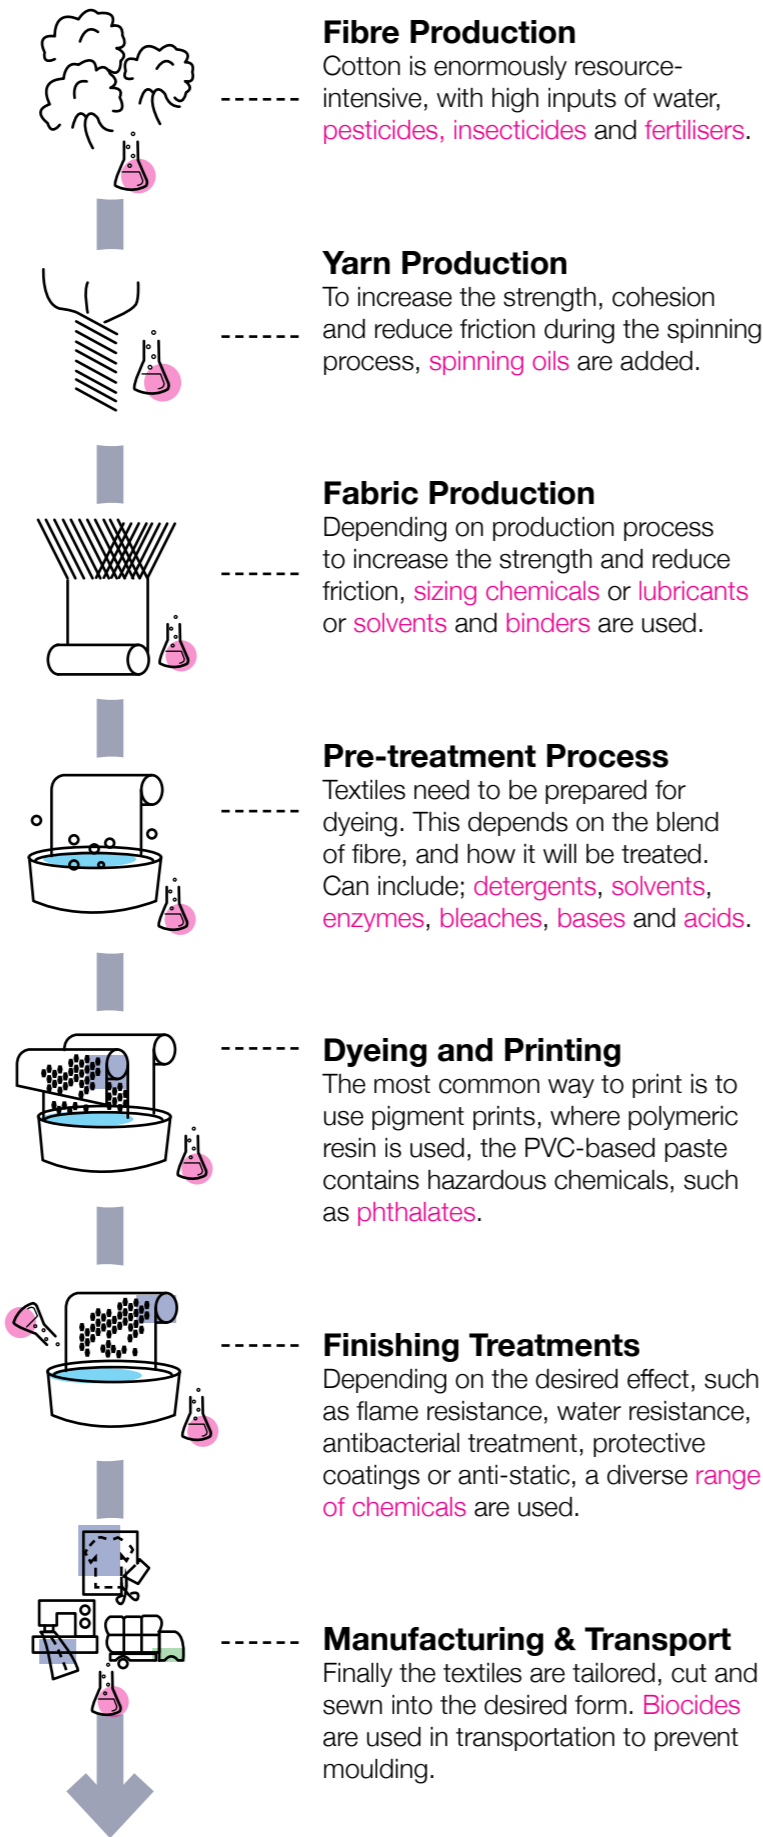 Fibre Production
Cotton is enormously resource-
intensive, with high inputs of water,
pesticides, insecticides and fertilisers.
Yarn Production
To increase the strength, cohesion
and reduce friction during the spinning
process, spinning oils are added.
Fabric Production
Depending on production process
to increase the strength and reduce
friction, sizing chemicals or lubricants
or solvents and binders are used.
Pre-treatment Process
Textiles need to be prepared for
dyeing. This depends on the blend
of fibre, and how it will be treated.
Can include; detergents, solvents,
enzymes, bleaches, bases and acids.
Dyeing and Printing
The most common way to print is to
use pigment prints, where polymeric
resin is used, the PVC-based paste
contains hazardous chemicals, such
as phthalates.
Finishing Treatments
Depending on the desired effect, such
as flame resistance, water resistance,
antibacterial treatment, protective
coatings or anti-static, a diverse range
of chemicals are used.
Manufacturing & Transport
Finally the textiles are tailored, cut and
sewn into the desired form. Biocides
are used in transportation to prevent
moulding.